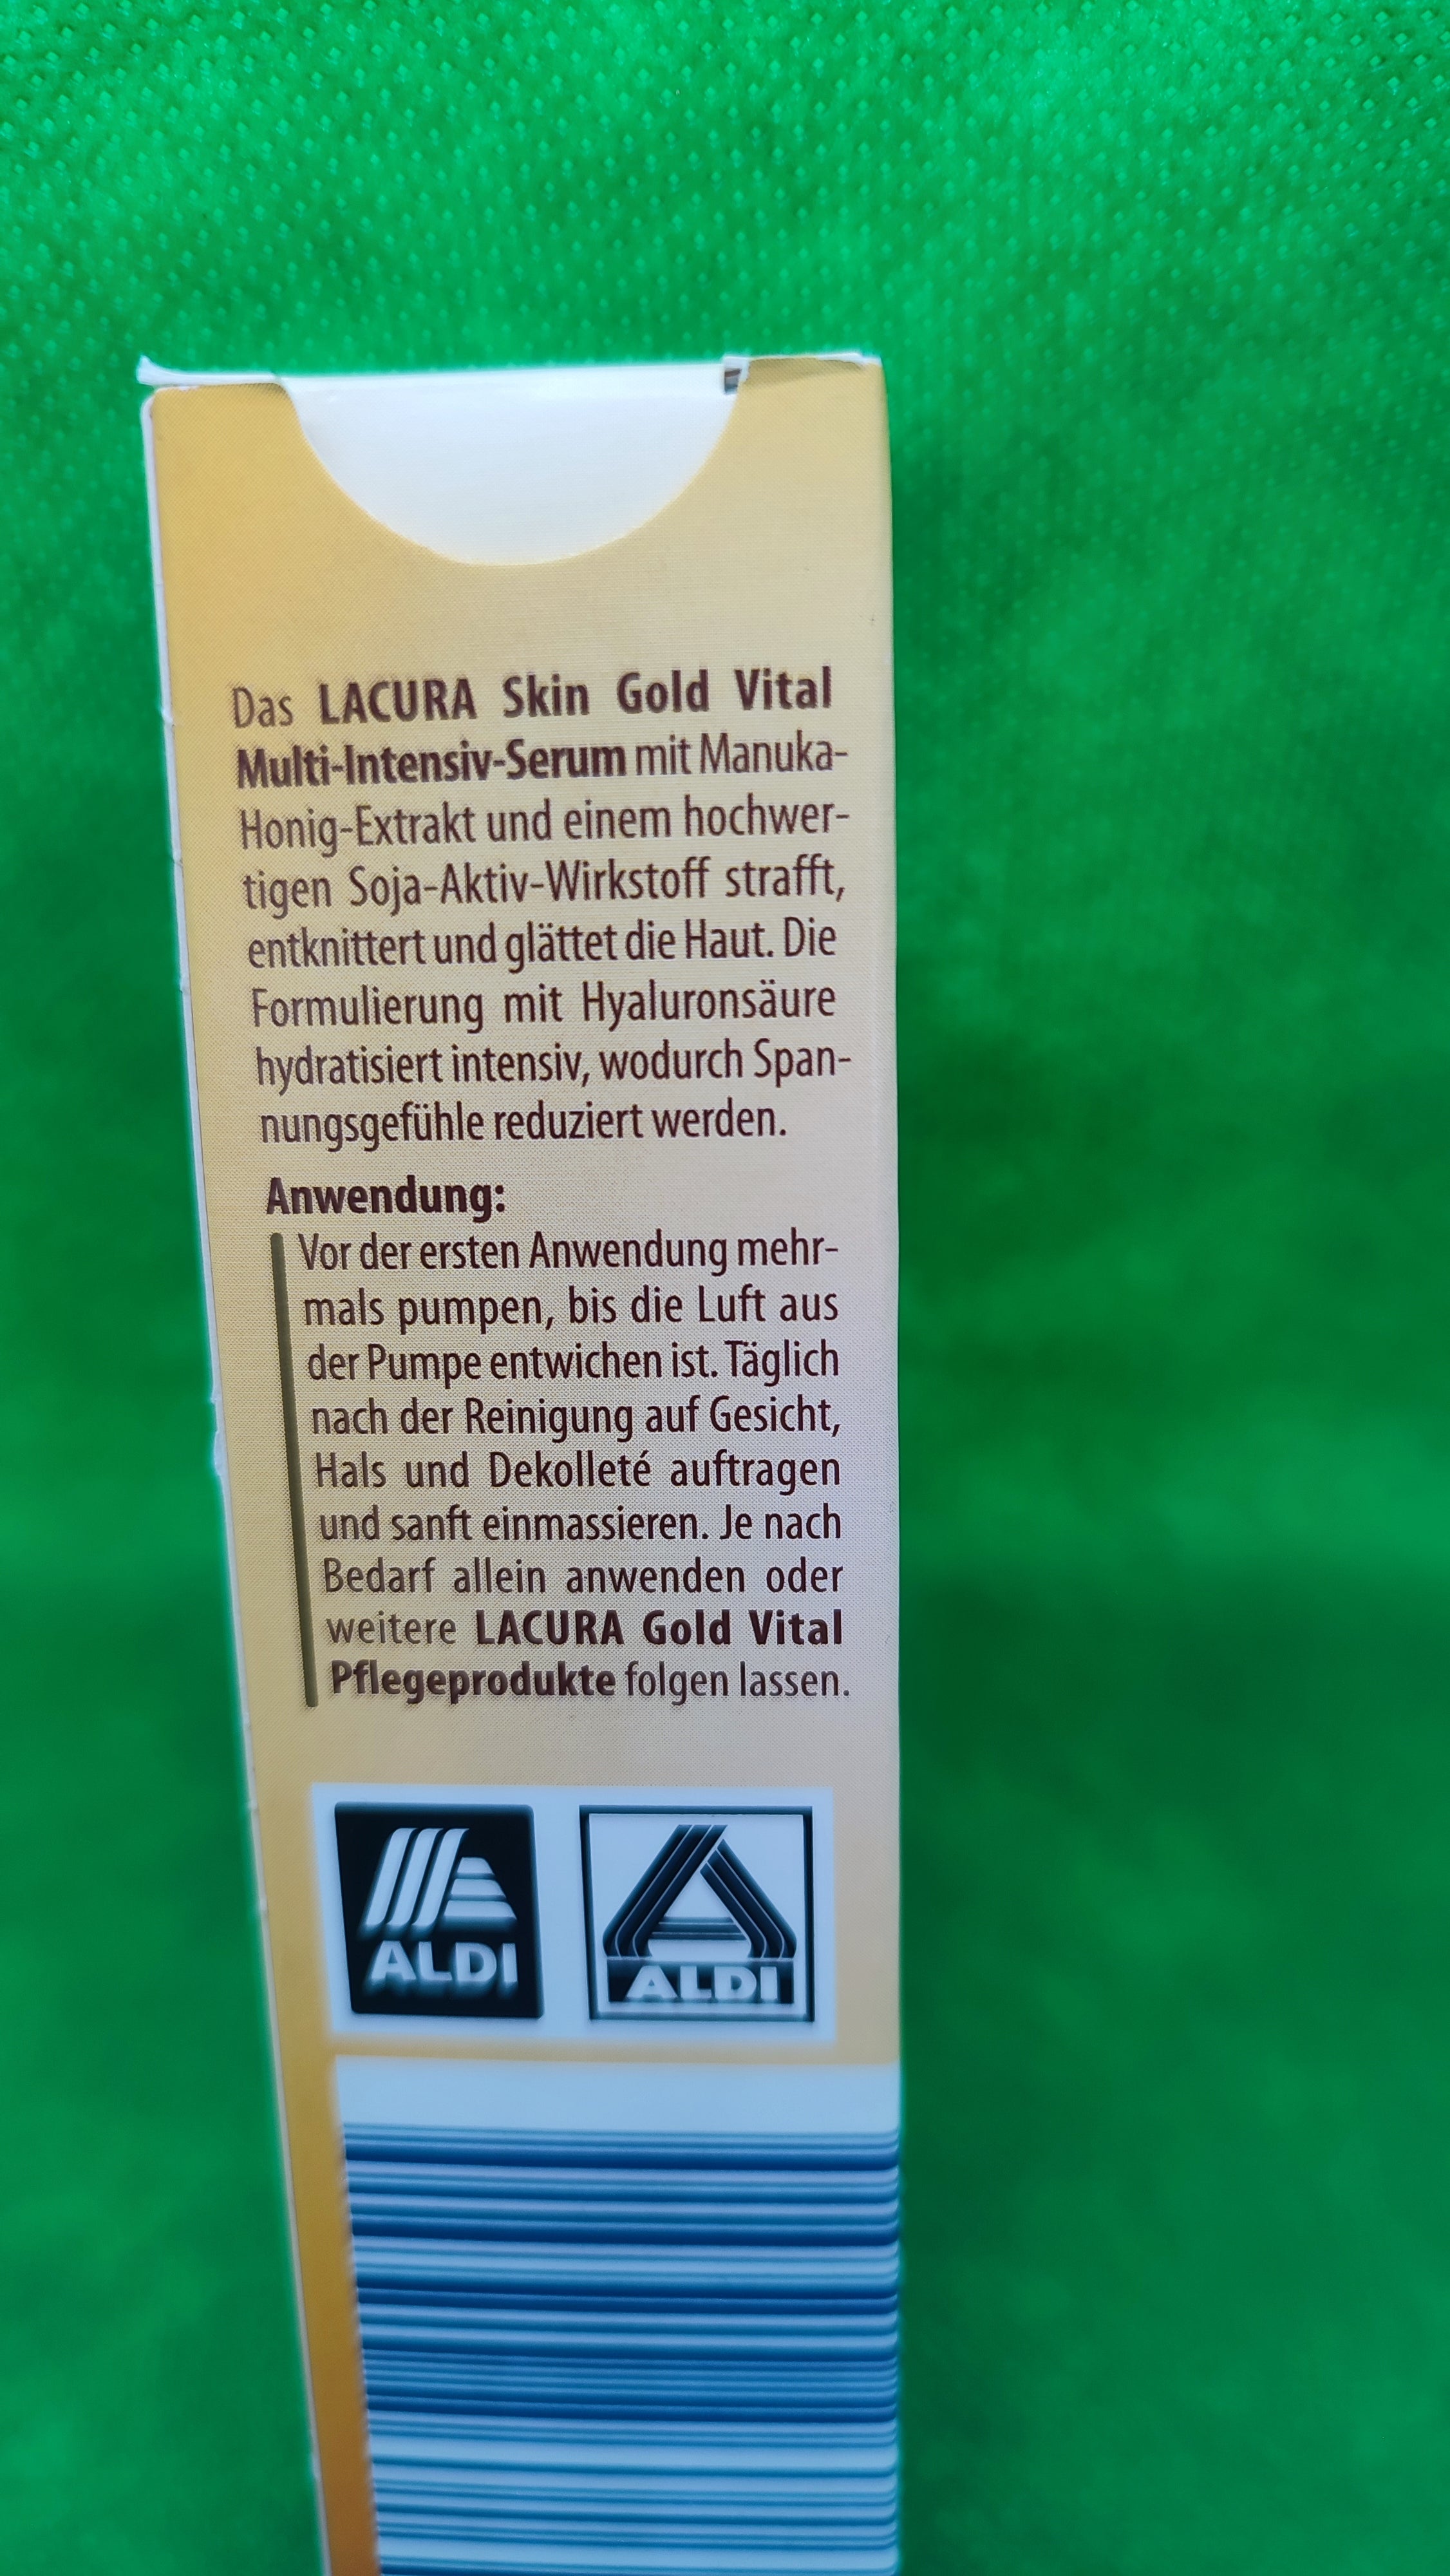 Das LACURA Skin Gold Vital
Multi-Intensiv-Serum mit Manuka-
Honig-Extrakt und einem hochwer-
tigen Soja-Aktiv-Wirkstoff strafft,
entknittert und glättet die Haut. Die
Formulierung mit Hyaluronsäure
hydratisiert intensiv, wodurch Span-
nungsgefühle reduziert werden.
Anwendung:
Vor der ersten Anwendung mehr-
mals pumpen, bis die Luft aus
der Pumpe entwichen ist. Täglich
nach der Reinigung auf Gesicht,
Hals und Dekolleté auftragen
und sanft einmassieren. Je nach
Bedarf allein anwenden oder
weitere LACURA Gold Vital
Pflegeprodukte folgen lassen.
ALDI ALDI